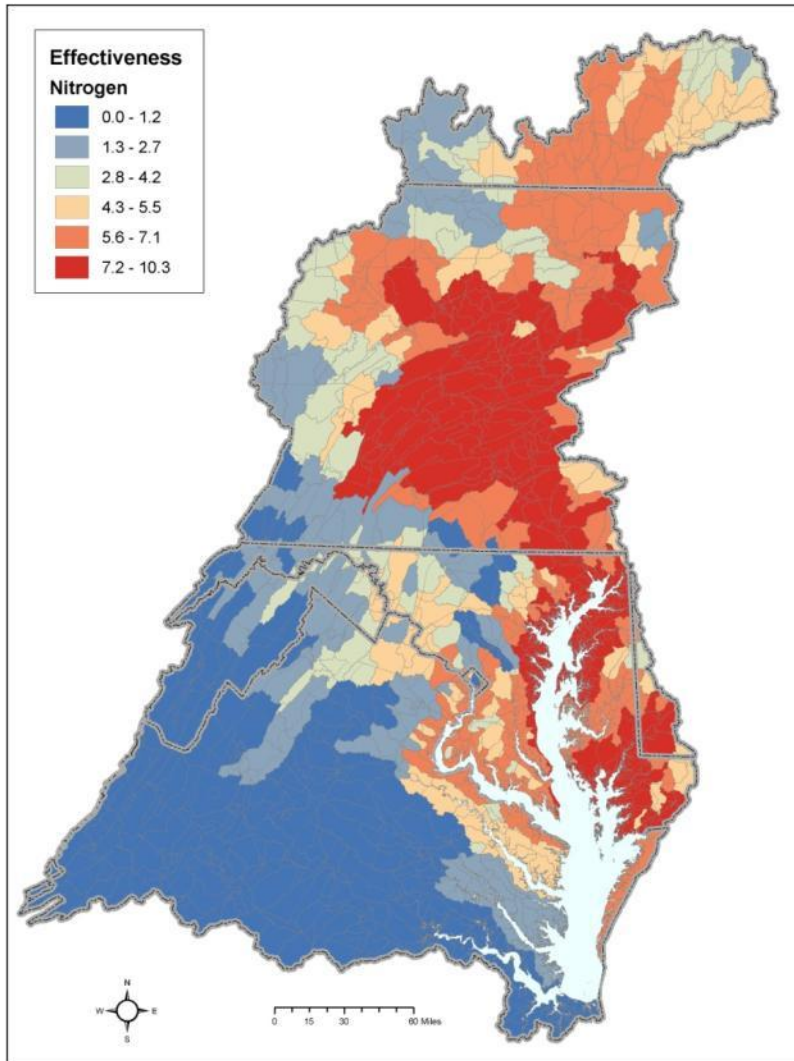 Effectiveness
Nitrogen
0.0 - 1.2
1.3 - 2.7
2.8 - 4.2
4.3 - 5.5
5.6 - 7.1
7.2 - 10.3
N
W E
S
0 15 30 60 Miles